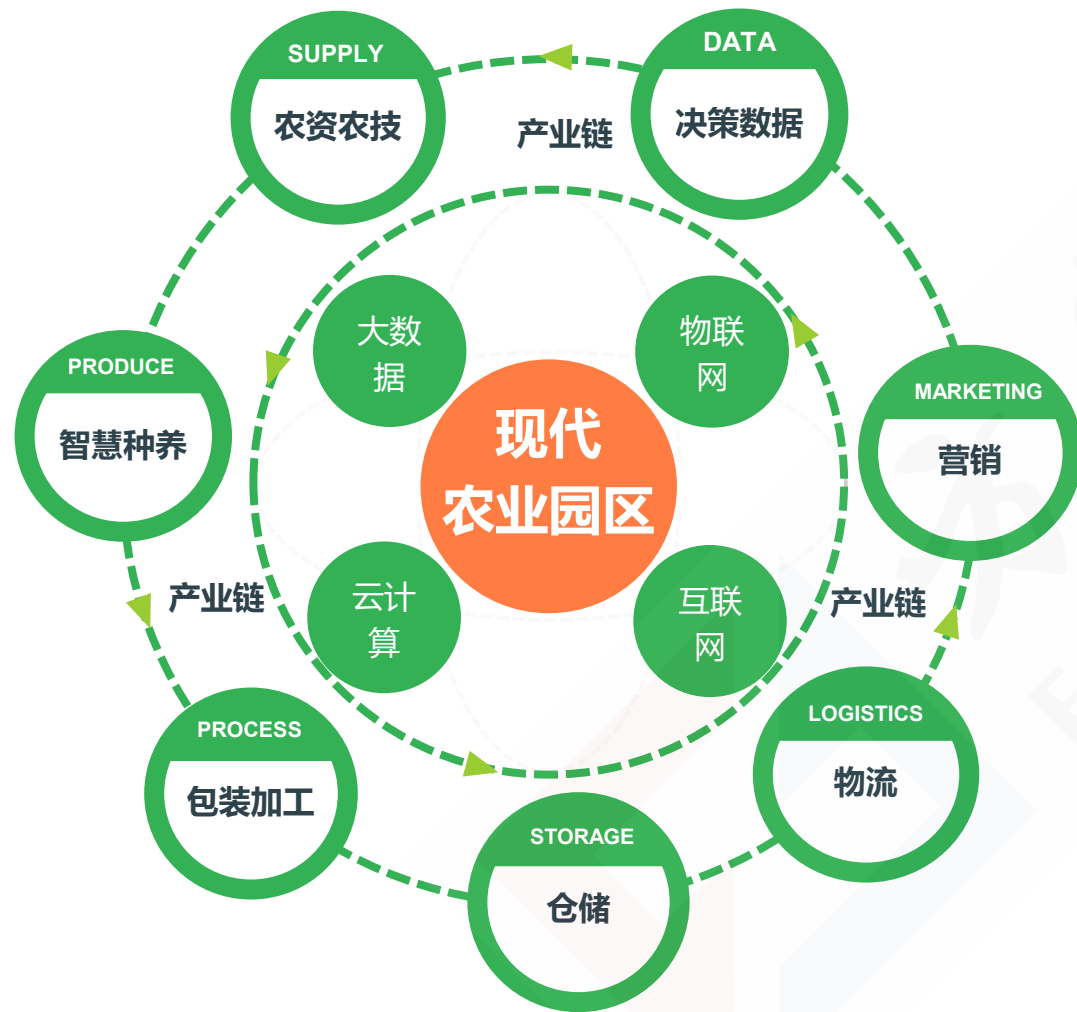 SUPPLY
农资农技
DATA
决策数据
产业链
大数
据
物联
网
PRODUCE
智慧种养
现代
农业园区
MARKETING
营销
产业链
云计
算
互联
网
产业链
PROCESS
包装加工
LOGISTICS
物流
STORAGE
仓储